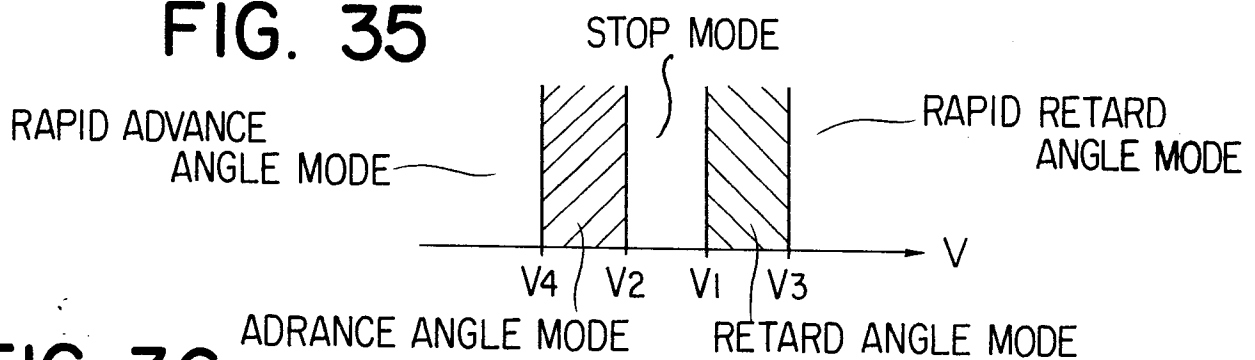 FIG. 35
STOP MODE
RAPID ADVANCE
ANGLE MODE
RAPID RETARD
ANGLE MODE
V
V4 V2 V1 V3
ADRANCE ANGLE MODE
RETARD ANGLE MODE